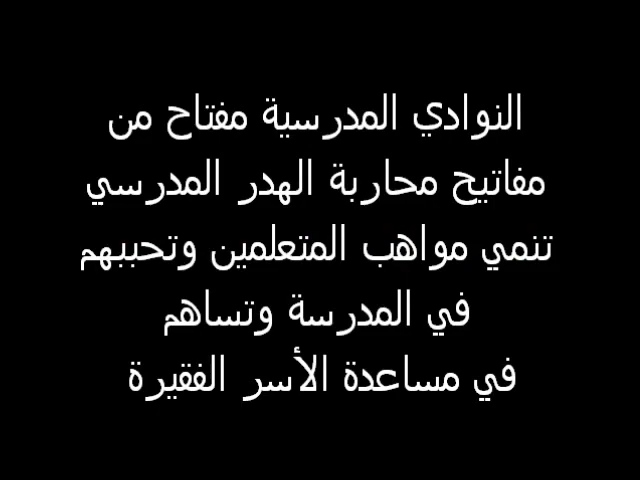 النوادي المدرسية مفتاح من
مفاتيح محاربة الهدر المدرسي
تنمي مواهب المتعلمين وتحببهم
في المدرسة وتساهم
في مساعدة الأسر الفقيرة